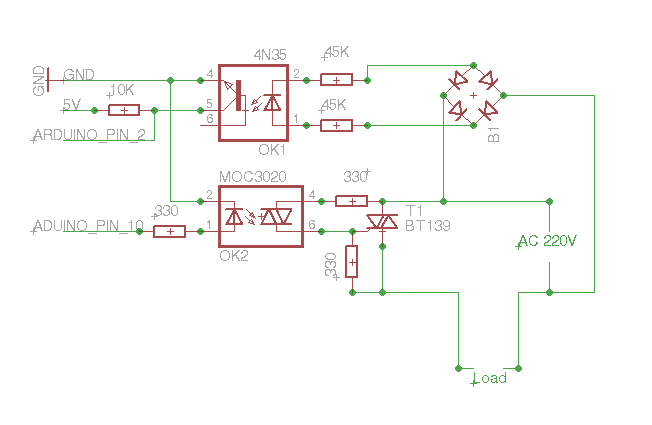 4N35
45K
GND
GND
4
2
10K
5V
5
45K
ARDUINO_PIN_2
6
1
OK1
B1
MOC3020
330
2
4
330
T1
ADUINO_PIN_10
1
6
BT139
OK2
330
AC 220V
Load